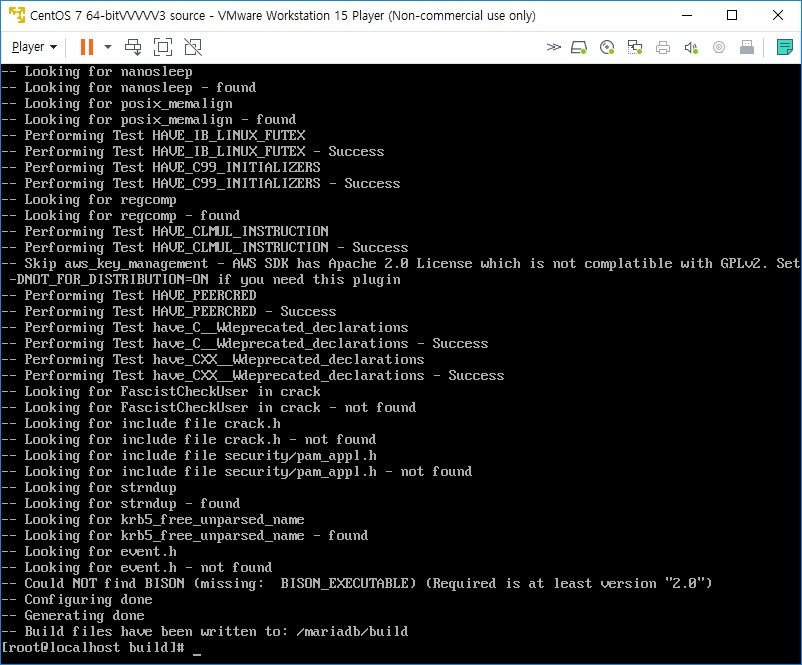 CentOS 7 64-bitVVVVV3 source - VMware Workstation 15 Player (Non-commercial use only)
Player
-- Looking for nanosleep
-- Looking for nanosleep - found
-- Looking for posix_memalign
-- Looking for posix_memalign - found
-- Performing Test HAVE_IB_LINUX_FUTEX
-- Performing Test HAVE_IB_LINUX_FUTEX - Success
-- Performing Test HAVE_C99_INITIALIZERS
-- Performing Test HAVE_C99_INITIALIZERS - Success
-- Looking for regcomp
-- Looking for regcomp - found
-- Performing Test HAVE_CLMUL_INSTRUCTION
-- Performing Test HAVE_CLMUL_INSTRUCTION - Success
-- Skip aws_key_management - AWS SDK has Apache 2.0 License which is not complatible with GPLv2. Set
-DNOT_FOR_DISTRIBUTION=ON if you need this plugin
-- Performing Test HAVE_PEERCRED
-- Performing Test HAVE_PEERCRED - Success
-- Performing Test have_C__Wdeprecated_declarations
-- Performing Test have_C__Wdeprecated_declarations - Success
-- Performing Test have_CXX__Wdeprecated_declarations
-- Performing Test have_CXX__Wdeprecated_declarations - Success
-- Looking for FascistCheckUser in crack
-- Looking for FascistCheckUser in crack - not found
-- Looking for include file crack.h
-- Looking for include file crack.h - not found
-- Looking for include file security/pam_appl.h
-- Looking for include file security/pam_appl.h - not found
-- Looking for strndup
-- Looking for strndup - found
-- Looking for krb5_free_unparsed_name
-- Looking for krb5_free_unparsed_name - found
-- Looking for event.h
-- Looking for event.h - not found
-- Could NOT find BISON (missing:  BISON_EXECUTABLE) (Required is at least version "2.0")
-- Configuring done
-- Generating done
-- Build files have been written to: /mariadb/build
[root@localhost build]# _